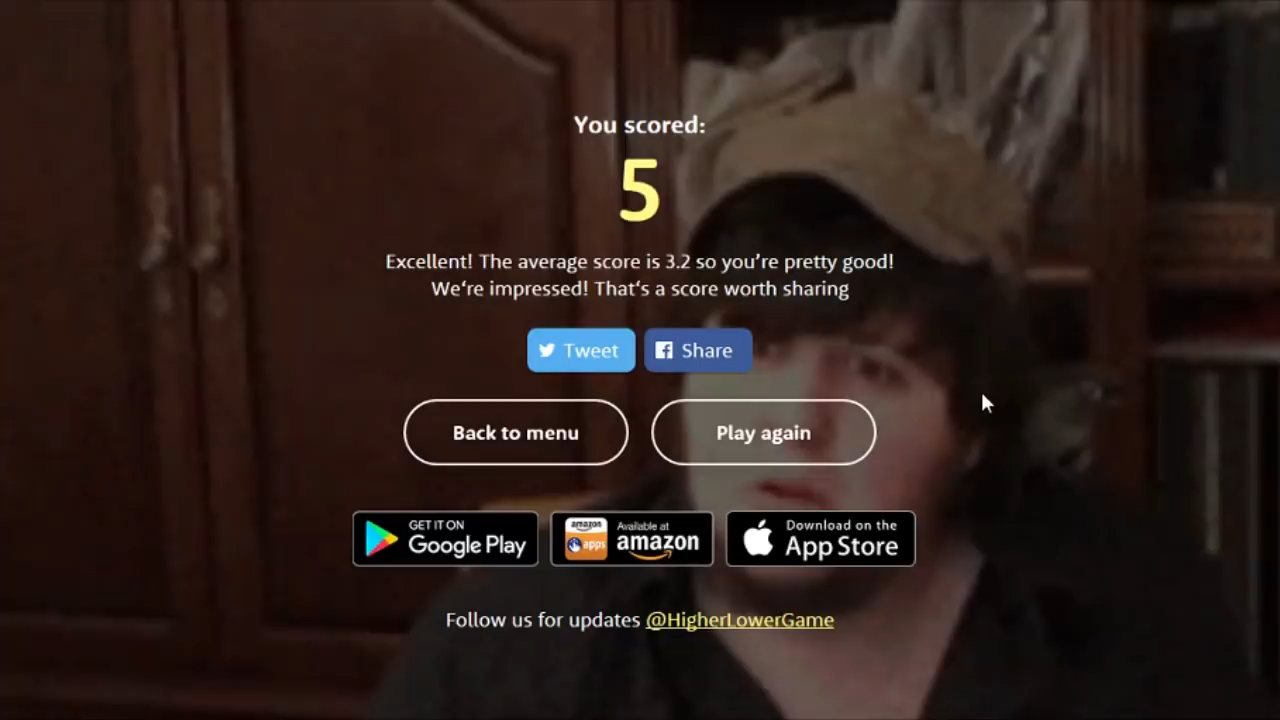 You scored:
5
Excellent! The average score is 3.2 so you're pretty good!
We're impressed! That's a score worth sharing
Tweet
Share
Back to menu
Play again
GET IT ON
Google Play
amazon
apps
Available at
amazon
Download on the
App Store
Follow us for updates @HigherLowerGame